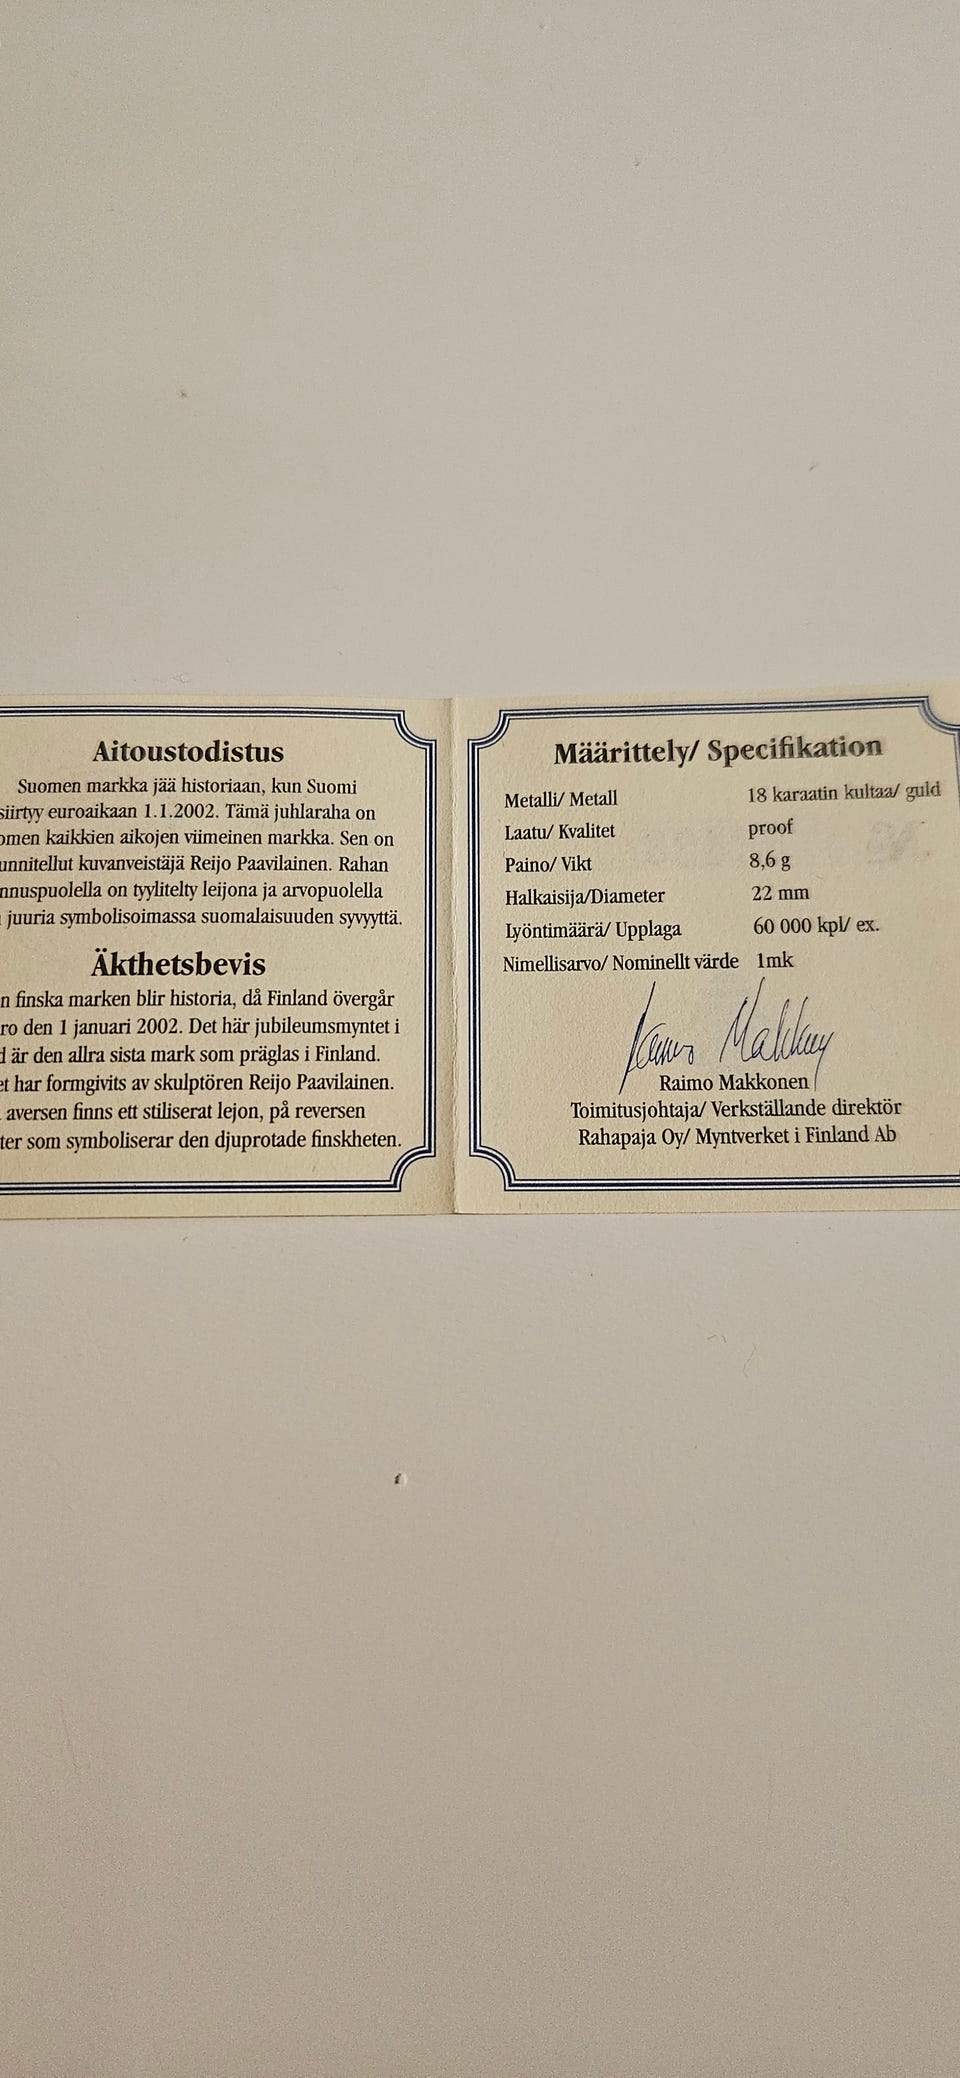 Aitoustodistus
Suomen markka jää historiaan, kun Suomi
siirtyy euroaikaan 1.1.2002. Tämä juhlaraha on
omen kaikkien aikojen viimeinen markka. Sen on
unnitellut kuvanveistäjä Reijo Paavilainen. Rahan
nnuspuolella on tyylitelty leijona ja arvopuolella
juuria symbolisoimassa suomalaisuuden syvyyttä.
Äkthetsbevis
n finska marken blir historia, då Finland övergår
ro den 1 januari 2002. Det här jubileumsmyntet i
d är den allra sista mark som präglas i Finland.
et har formgivits av skulptören Reijo Paavilainen.
aversen finns ett stiliserat lejon, på reversen
ter som symboliserar den djuprotade finskheten.
Määrittely/ Specifikation
Metalli/ Metall 18 karaatin kultaa/ guld
Laatu/ Kvalitet proof
Paino/ Vikt 8,6 g
Halkaisija/Diameter 22 mm
Lyöntimäärä/ Upplaga 60 000 kpl/ ex.
Nimellisarvo/ Nominellt värde 1mk
Raimo Makkonen
Raimo Makkonen
Toimitusjohtaja/ Verkställande direktör
Rahapaja Oy/ Myntverket i Finland Ab